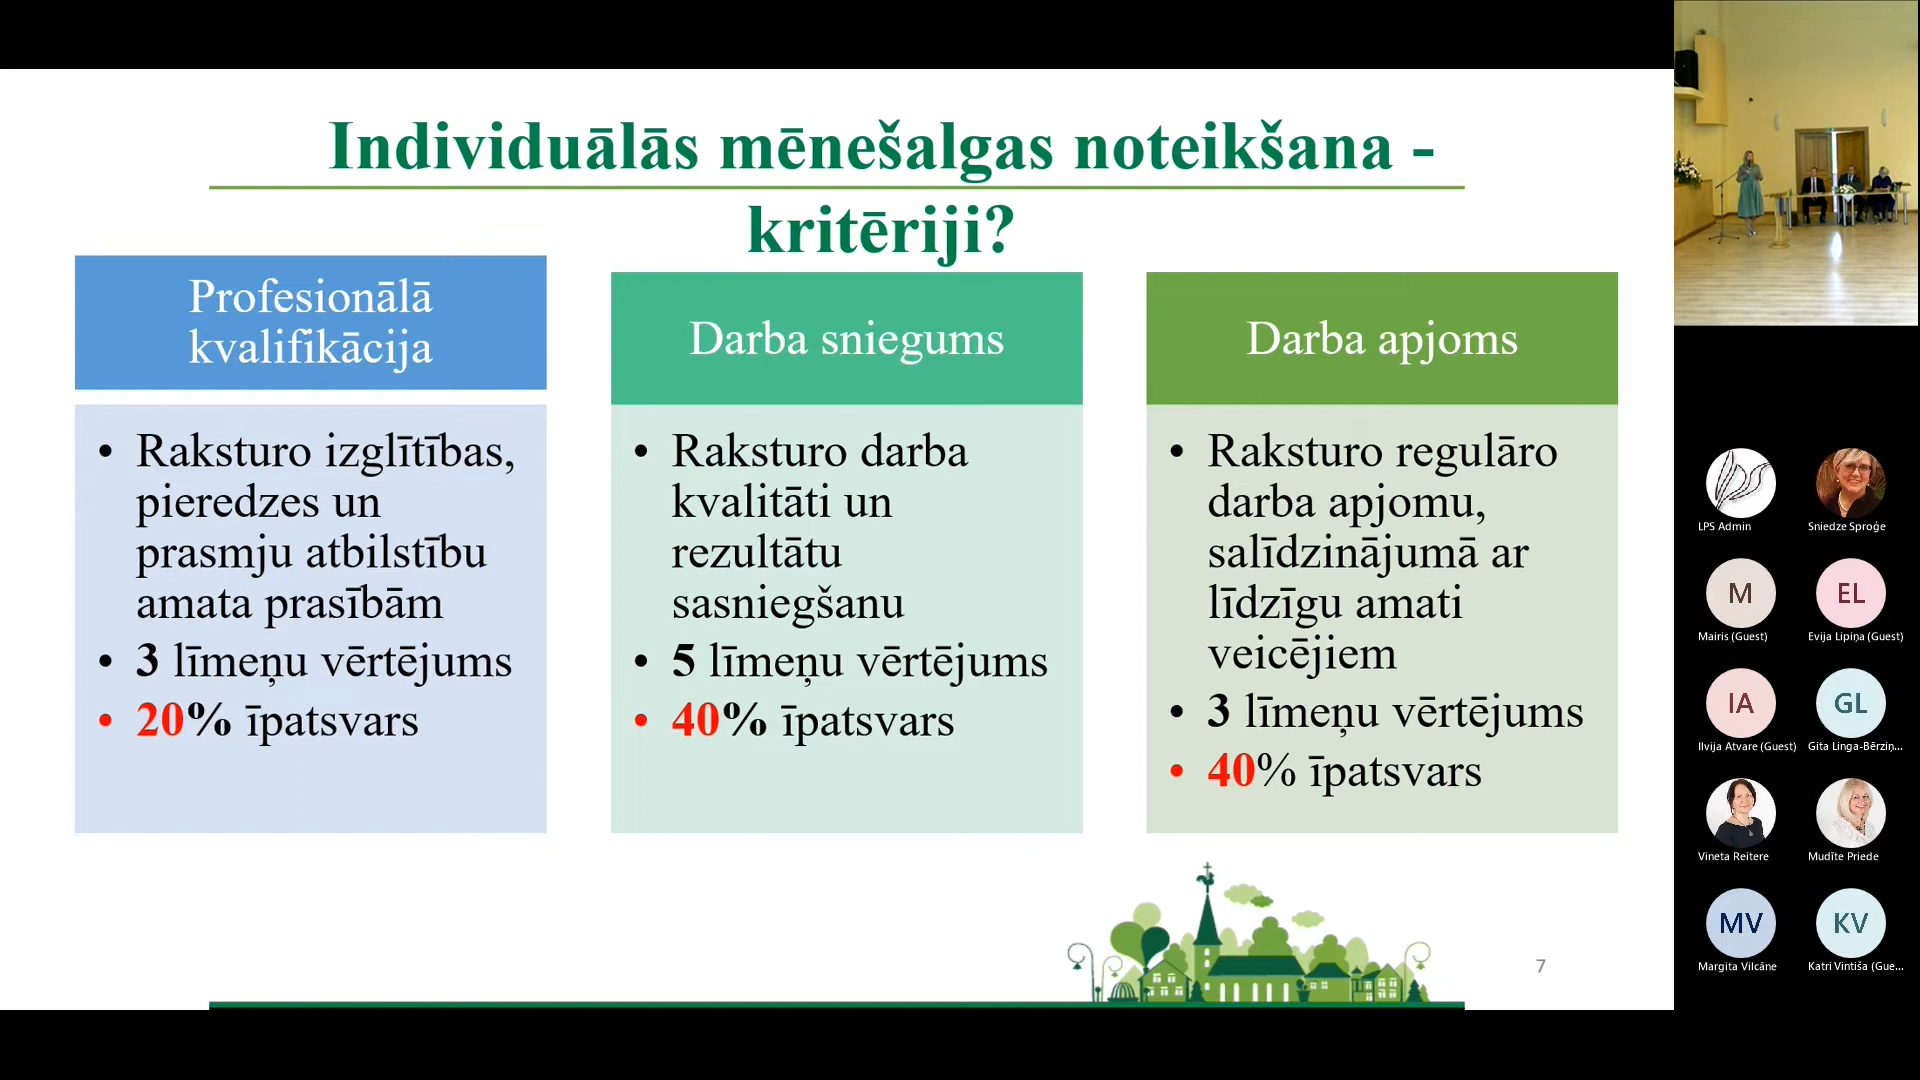 Individuālās mēnešalgas noteikšana -
kritēriji?
Profesionālā
kvalifikācija
• Raksturo izglītības,
pieredzes un
prasmju atbilstību
amata prasībām
• 3 līmeņu vērtējums
• 20% īpatsvars
Darba sniegums
• Raksturo darba
kvalitāti un
rezultātu
sasniegšanu
• 5 līmeņu vērtējums
• 40% īpatsvars
Darba apjoms
• Raksturo regulāro
darba apjomu,
salīdzinājumā ar
līdzīgu amati
veicējiem
• 3 līmeņu vērtējums
• 40% īpatsvars
7
LPS Admin
Sniedze Sproģe
M
Mairis (Guest)
EL
Evija Lipiņa (Guest)
IA
Ilvija Atvare (Guest)
GL
Gita Linga-Bērziņ...
Vineta Reitere
Mudīte Priede
MV
Margita Vilcāne
KV
Katri Vintiša (Gue...